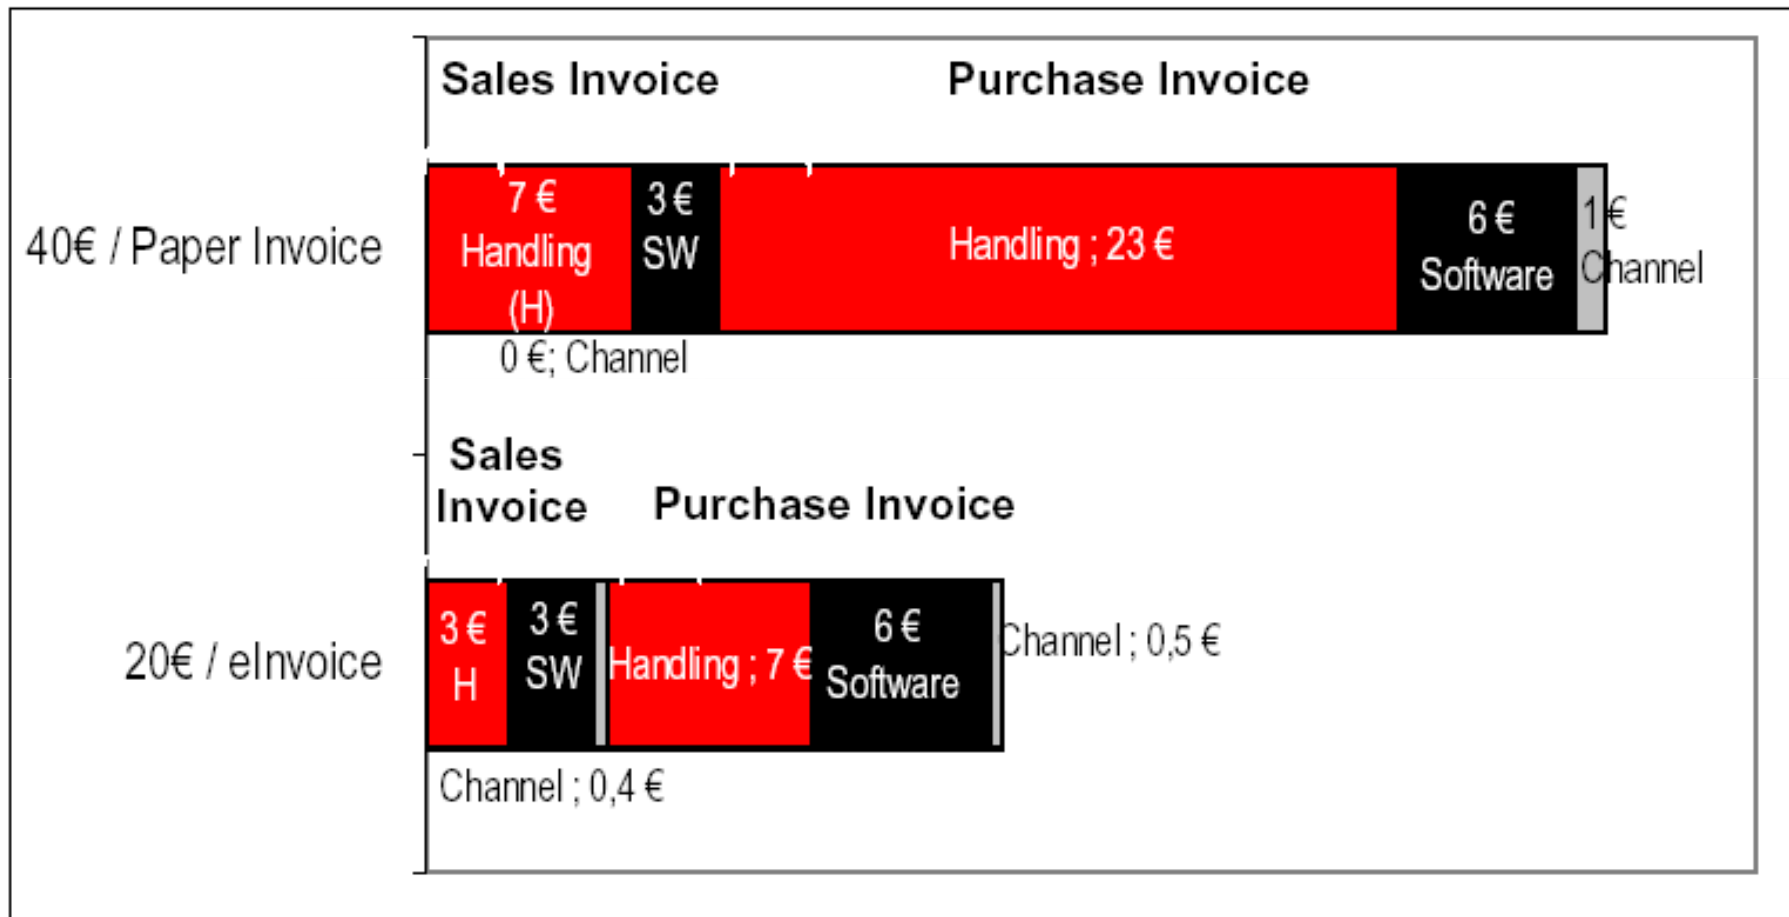 Sales Invoice
Purchase Invoice
40€ / Paper Invoice
7 €
Handling
(H)
3 €
SW
Handling ; 23 €
6 €
Software
1 €
Channel
0 €; Channel
Sales
Invoice
Purchase Invoice
20€ / eInvoice
3 €
H
3 €
SW
Handling ; 7 €
6 €
Software
Channel ; 0,5 €
Channel ; 0,4 €